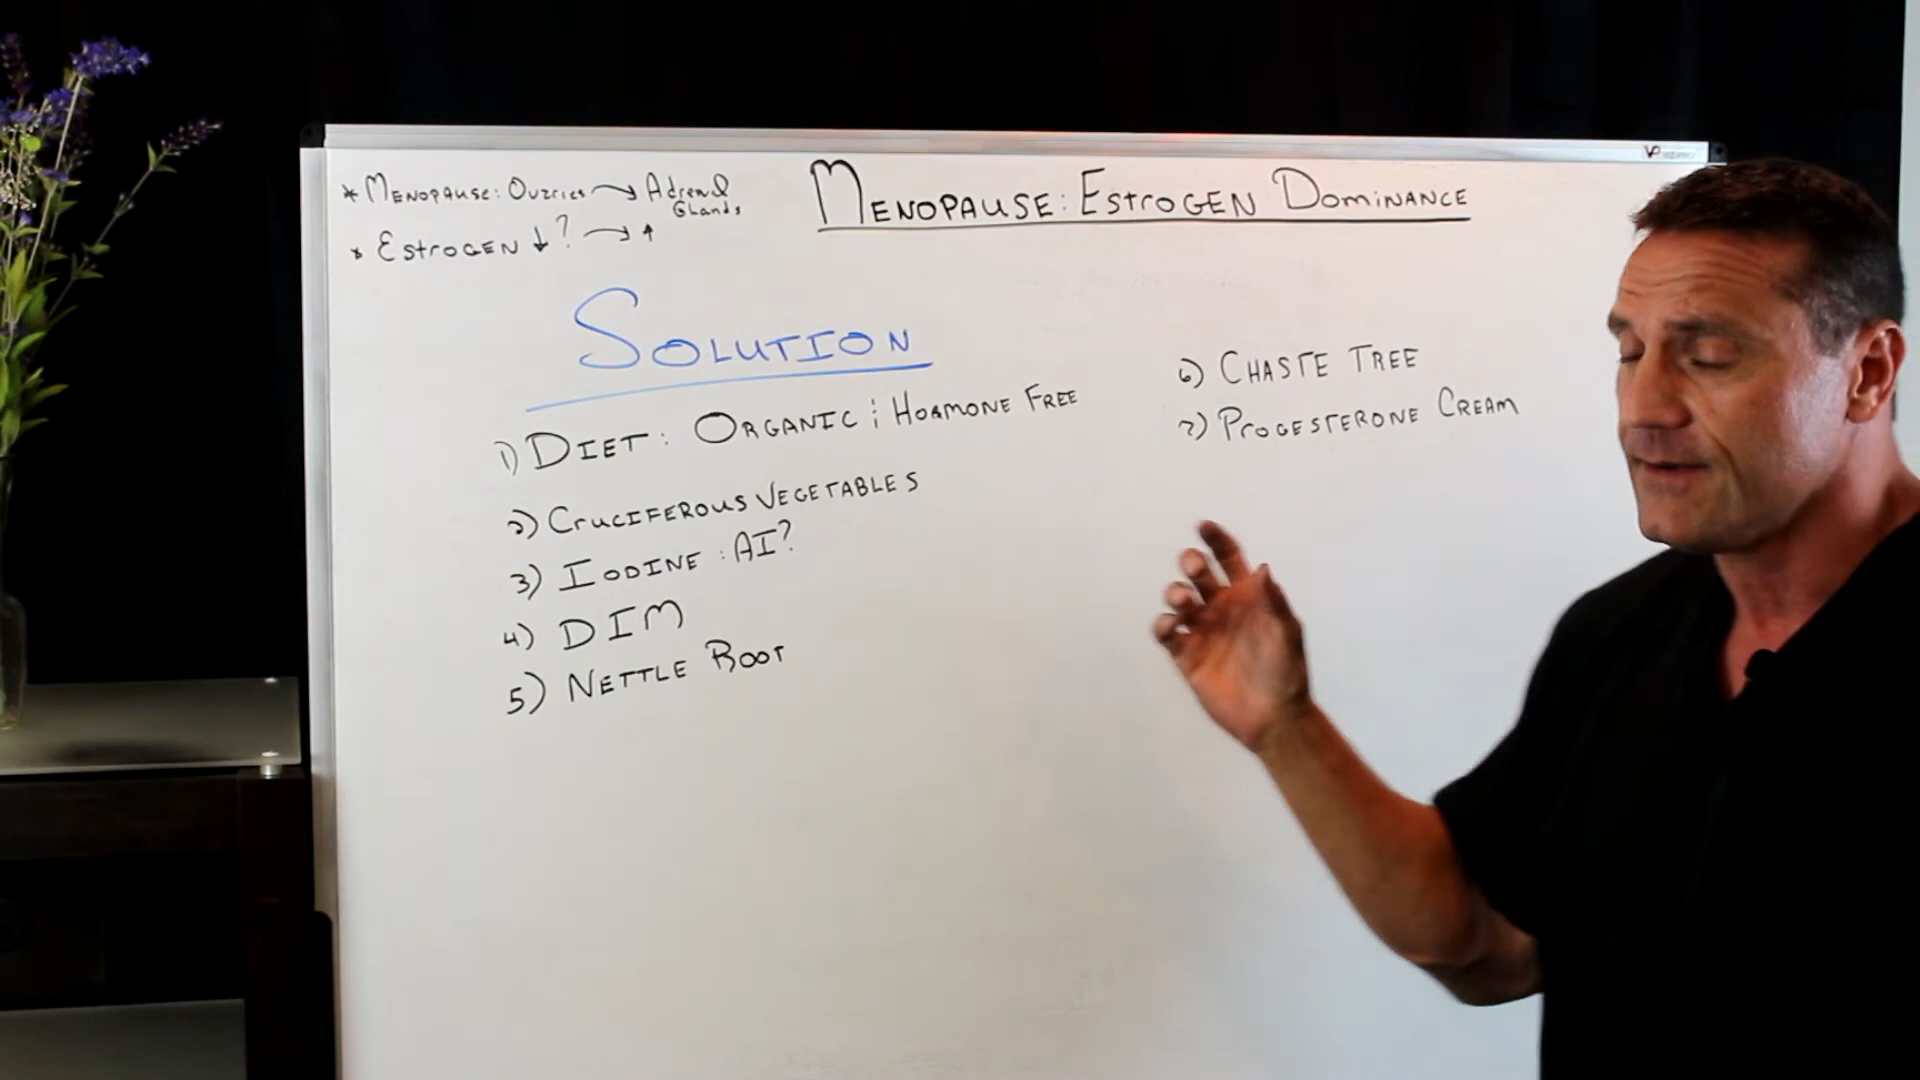 * MENOPAUSE: OVARIES → ADRENAL GLANDS
* ESTROGEN ↓? → ↑
MENOPAUSE: ESTROGEN DOMINANCE
SOLUTION
1) DIET: ORGANIC ; HORMONE FREE
2) CRUCIFEROUS VEGETABLES
3) IODINE : AI?
4) DIM
5) NETTLE ROOT
6) CHASTE TREE
7) PROGESTERONE CREAM
VP